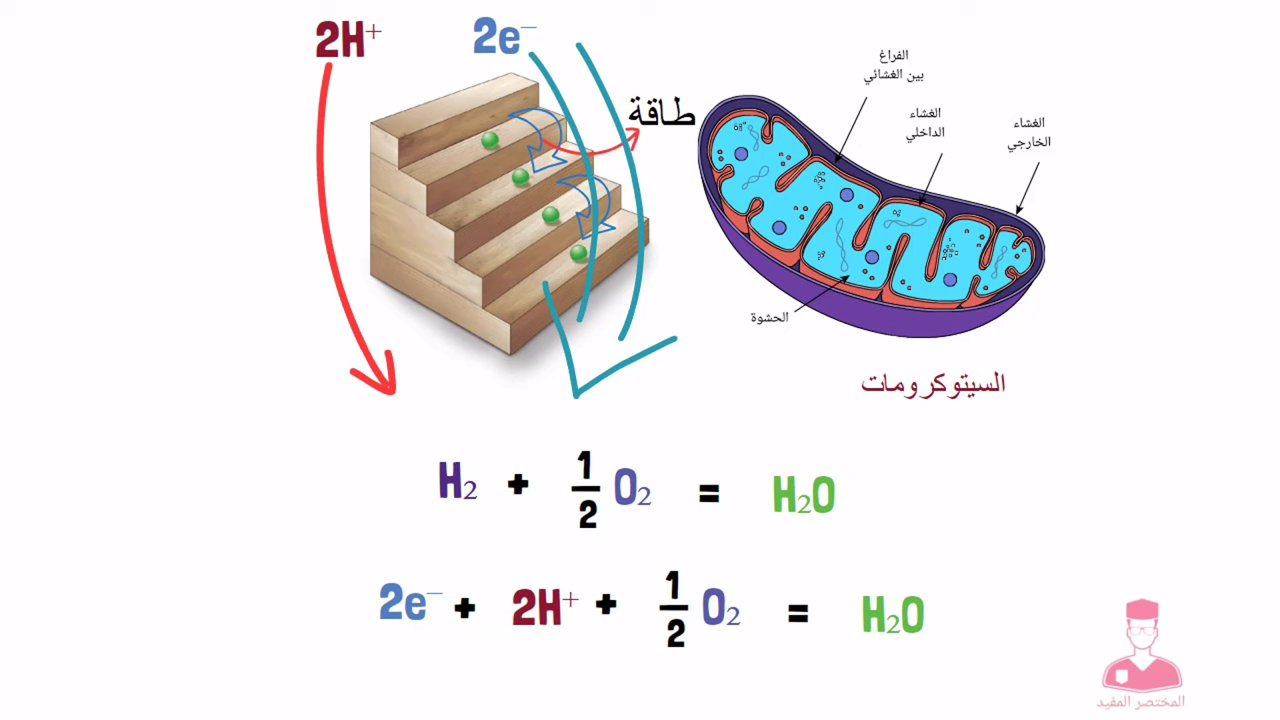 2H⁺ 2e⁻
طاقة
الفراغ
بين الغشائي
الغشاء
الداخلي
الغشاء
الخارجي
الحشوة
السيتوكرومات
H₂ + 1/2 O₂ = H₂O
2e⁻ + 2H⁺ + 1/2 O₂ = H₂O
المختصر المفيد